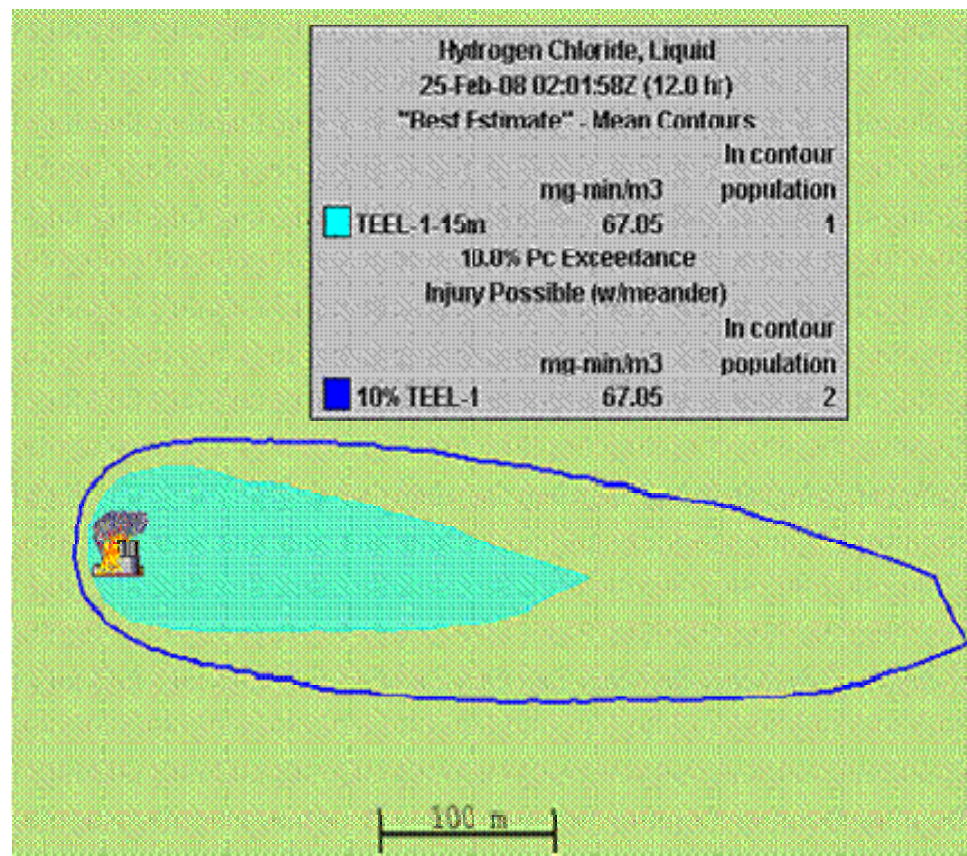 Hydrogen Chloride, Liquid
25-Feb-08 02:01:58Z (12.0 hr)
"Best Estimate" - Mean Contours
In contour
mg-min/m3 population
TEEL-1-15m 67.05 1
10.0% Pc Exceedance
Injury Possible (w/meander)
In contour
mg-min/m3 population
10% TEEL-1 67.05 2
100 m